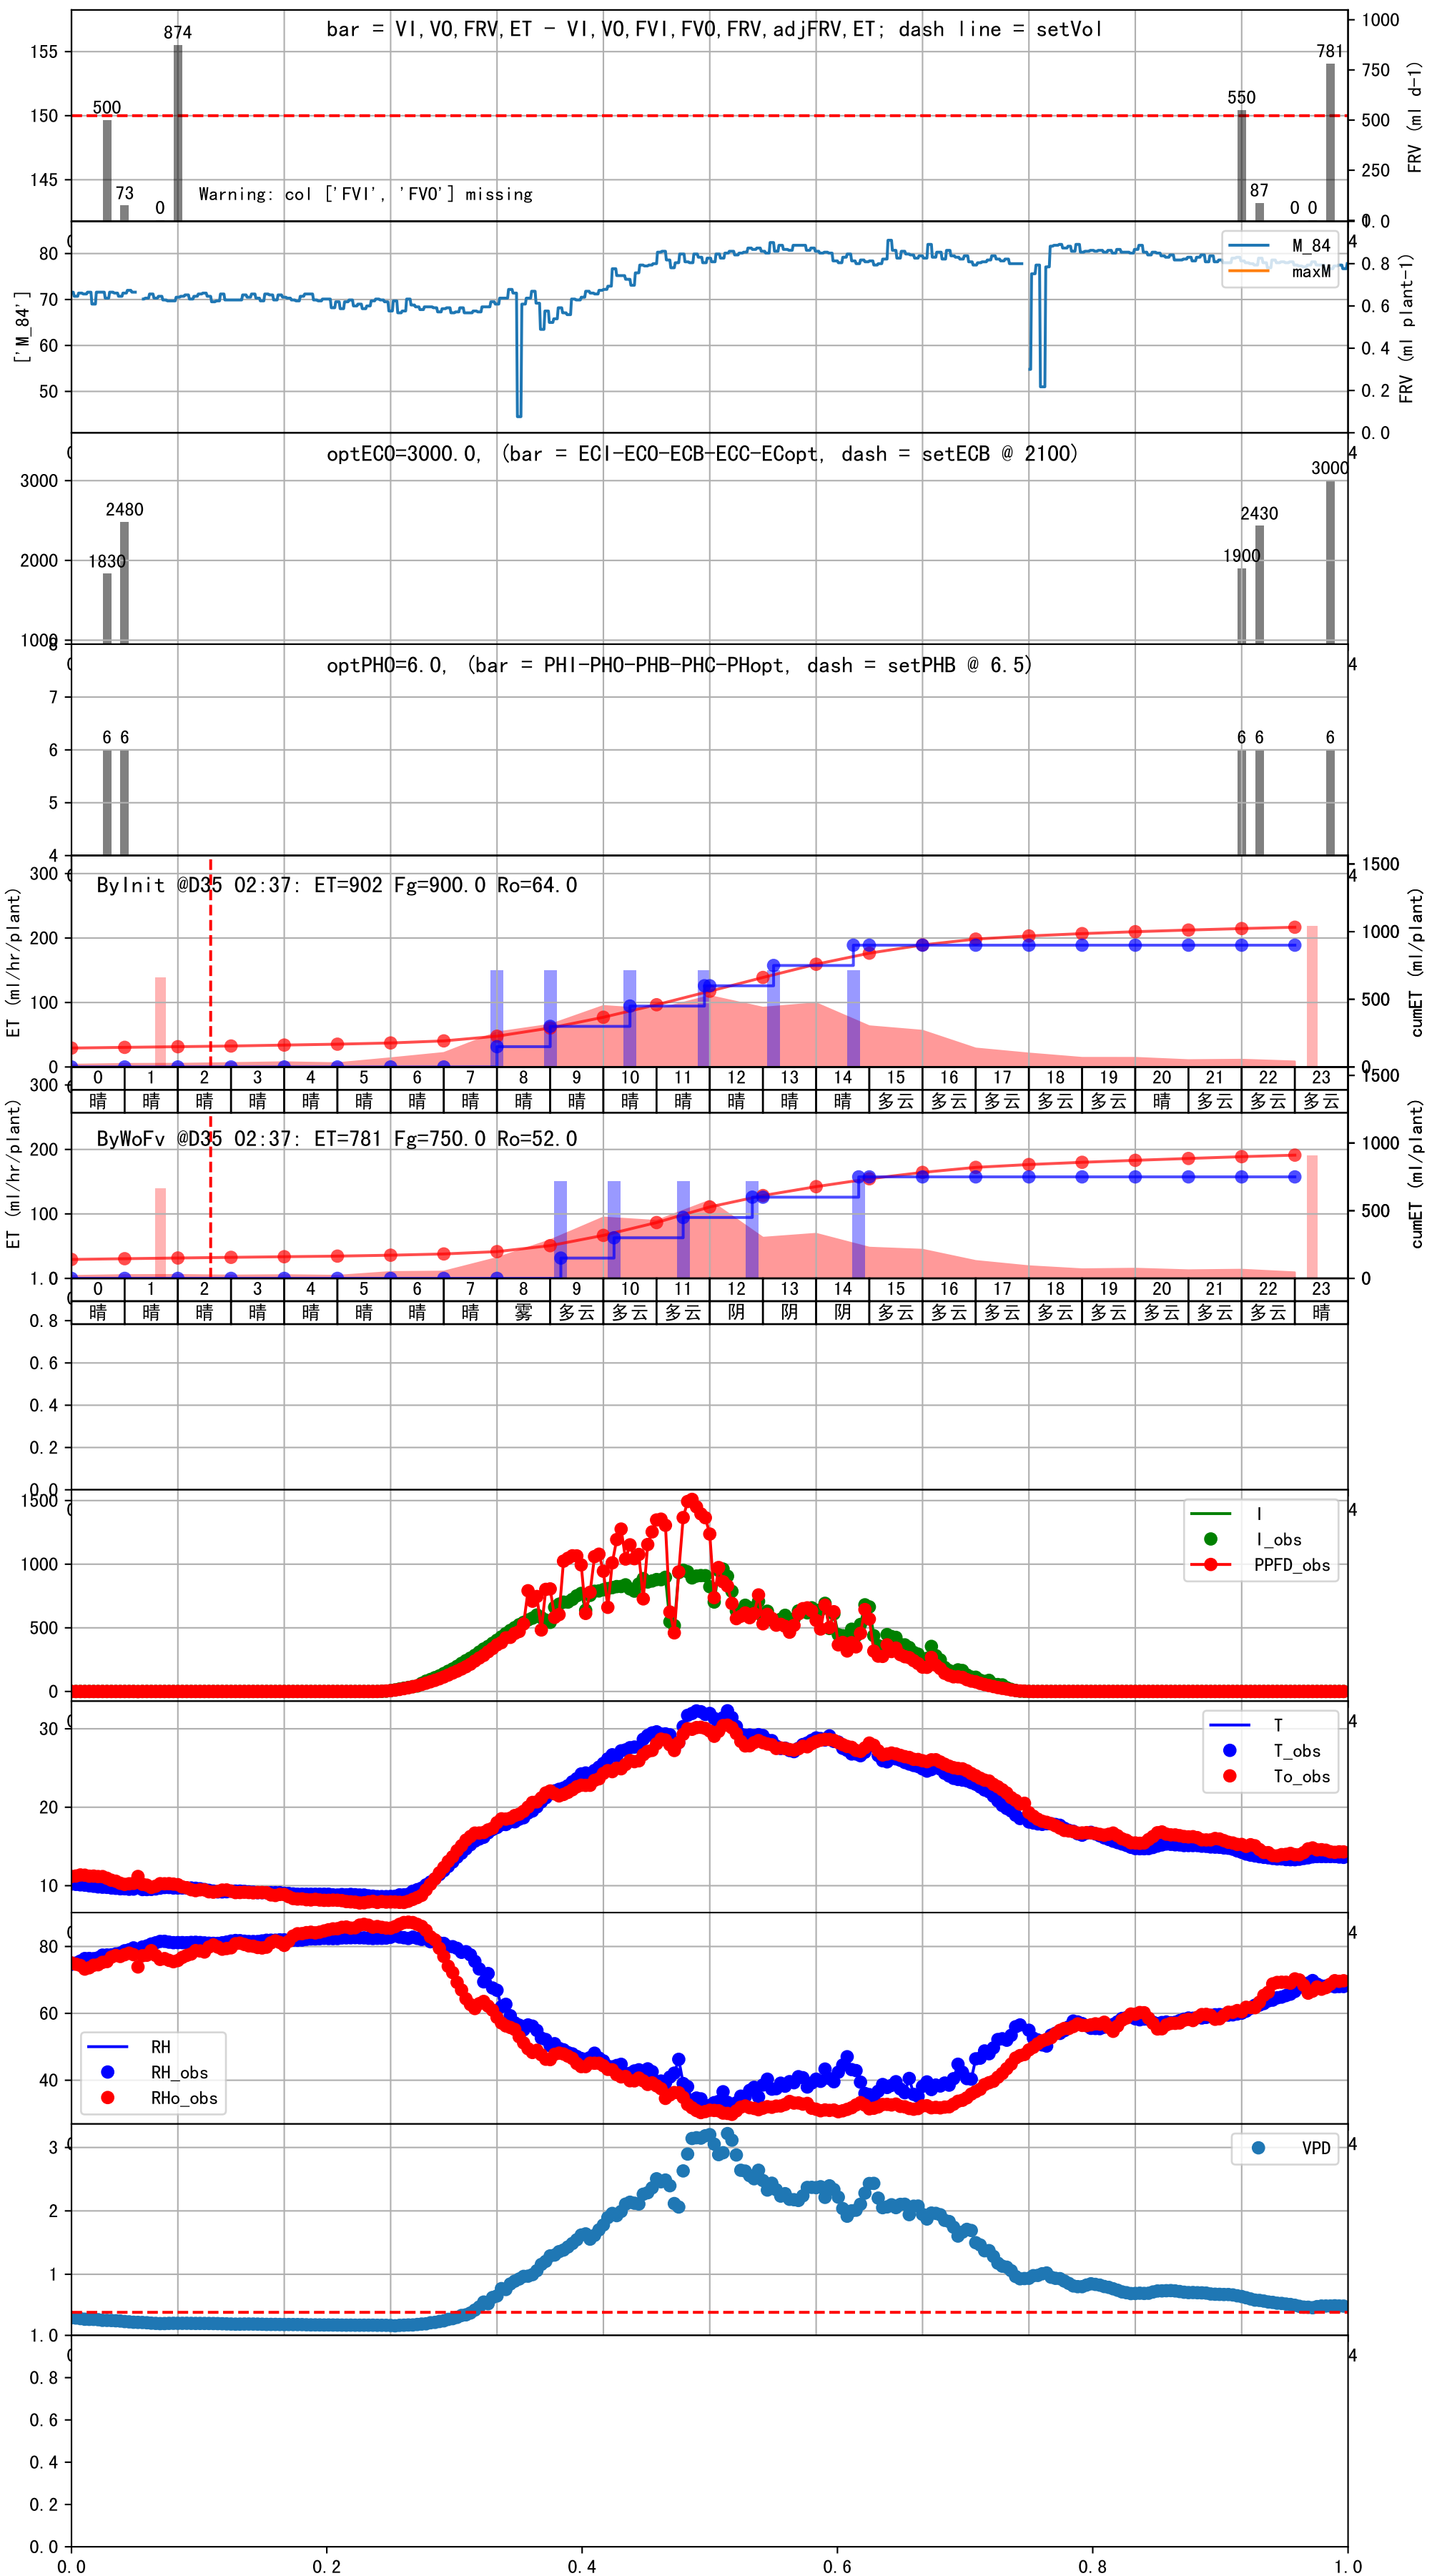 bar = VI,VO,FRV,ET - VI,VO,FVI,FVO,FRV,adjFRV,ET; dash line = setVol
874
781
550
500
73
0
87
0 0
Warning: col ['FVI', 'FVO'] missing
155
150
145
1000
750
500
250
0
FRV (ml d-1)
1.0
0.8
0.6
0.4
0.2
0.0
FRV (ml plant-1)
80
70
60
50
['M_84']
M_84
maxM
optECO=3000.0, (bar = ECI-ECO-ECB-ECC-ECopt, dash = setECB @ 2100)
3000
2000
1000
1830
2480
1900
2430
3000
optPHO=6.0, (bar = PHI-PHO-PHB-PHC-PHopt, dash = setPHB @ 6.5)
8
7
6
5
4
6 6
6 6
6
ByInit @D35 02:37: ET=902 Fg=900.0 Ro=64.0
300
200
100
0
ET (ml/hr/plant)
1500
1000
500
0
cumET (ml/plant)
0 1 2 3 4 5 6 7 8 9 10 11 12 13 14 15 16 17 18 19 20 21 22 23
晴 晴 晴 晴 晴 晴 晴 晴 晴 晴 晴 晴 晴 晴 晴 多云 多云 多云 多云 多云 晴 多云 多云 多云
ByWoFv @D35 02:37: ET=781 Fg=750.0 Ro=52.0
300
200
100
ET (ml/hr/plant)
1500
1000
500
0
cumET (ml/plant)
0 1 2 3 4 5 6 7 8 9 10 11 12 13 14 15 16 17 18 19 20 21 22 23
晴 晴 晴 晴 晴 晴 晴 晴 雾 多云 多云 多云 阴 阴 阴 多云 多云 多云 多云 多云 多云 多云 多云 晴
1.0
0.8
0.6
0.4
0.2
0.0
1500
1000
500
0
I
I_obs
PPFD_obs
30
20
10
T
T_obs
To_obs
80
60
40
RH
RH_obs
RHo_obs
3
2
1
VPD
1.0
0.8
0.6
0.4
0.2
0.0
0.0 0.2 0.4 0.6 0.8 1.0